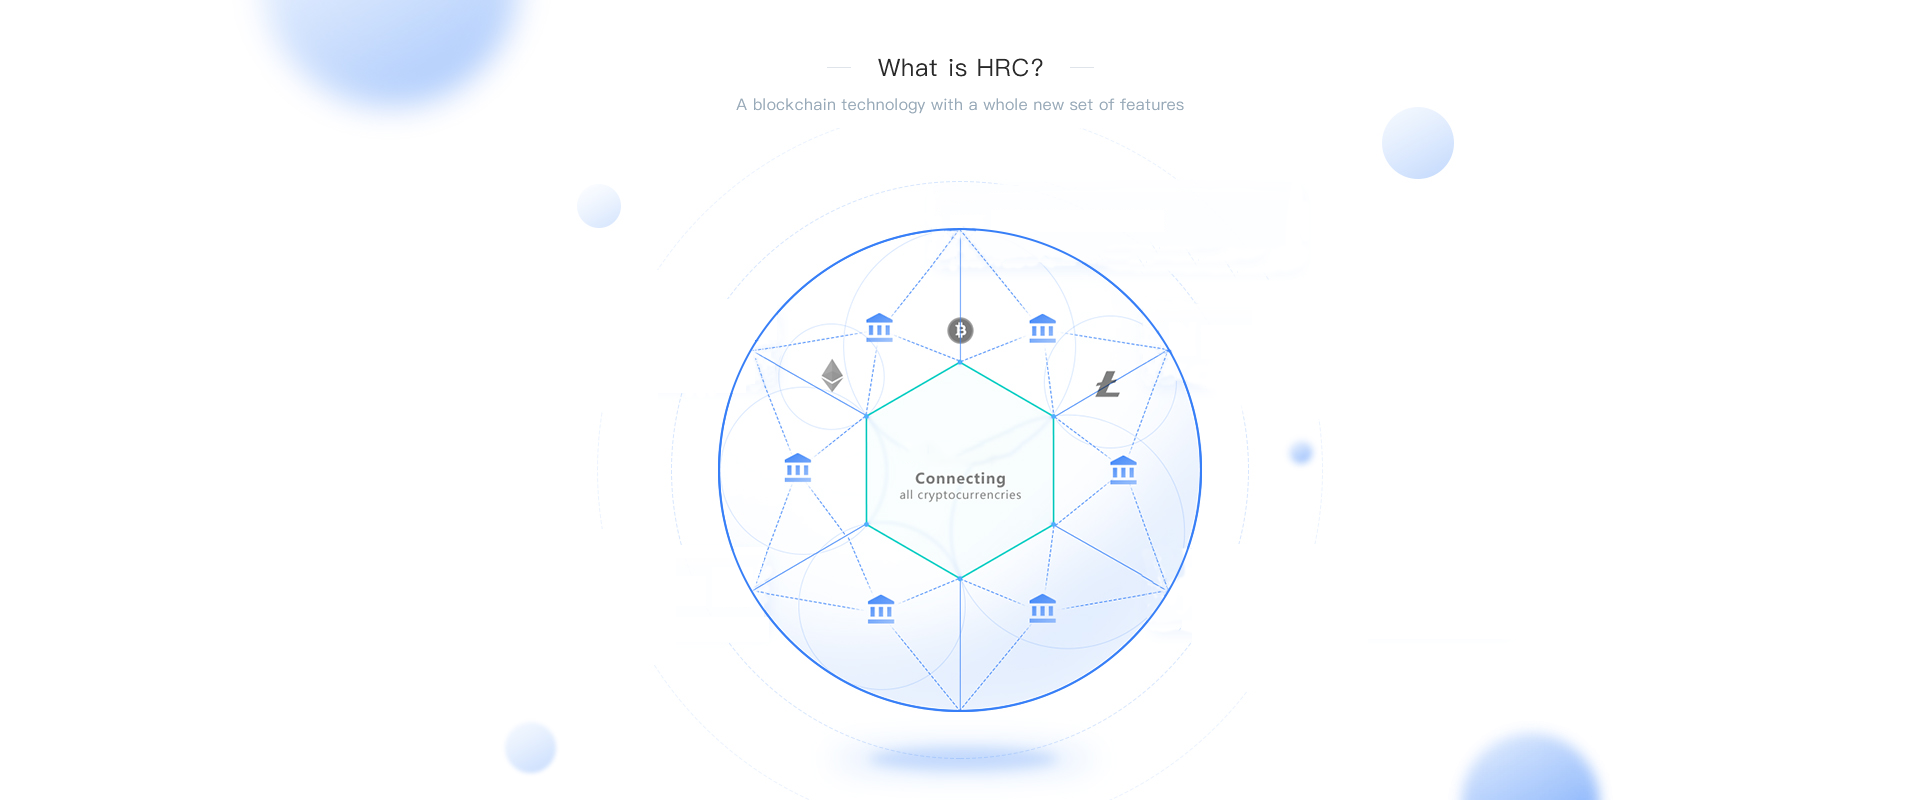 What is HRC?
A blockchain technology with a whole new set of features
Connecting
all cryptocurrencries